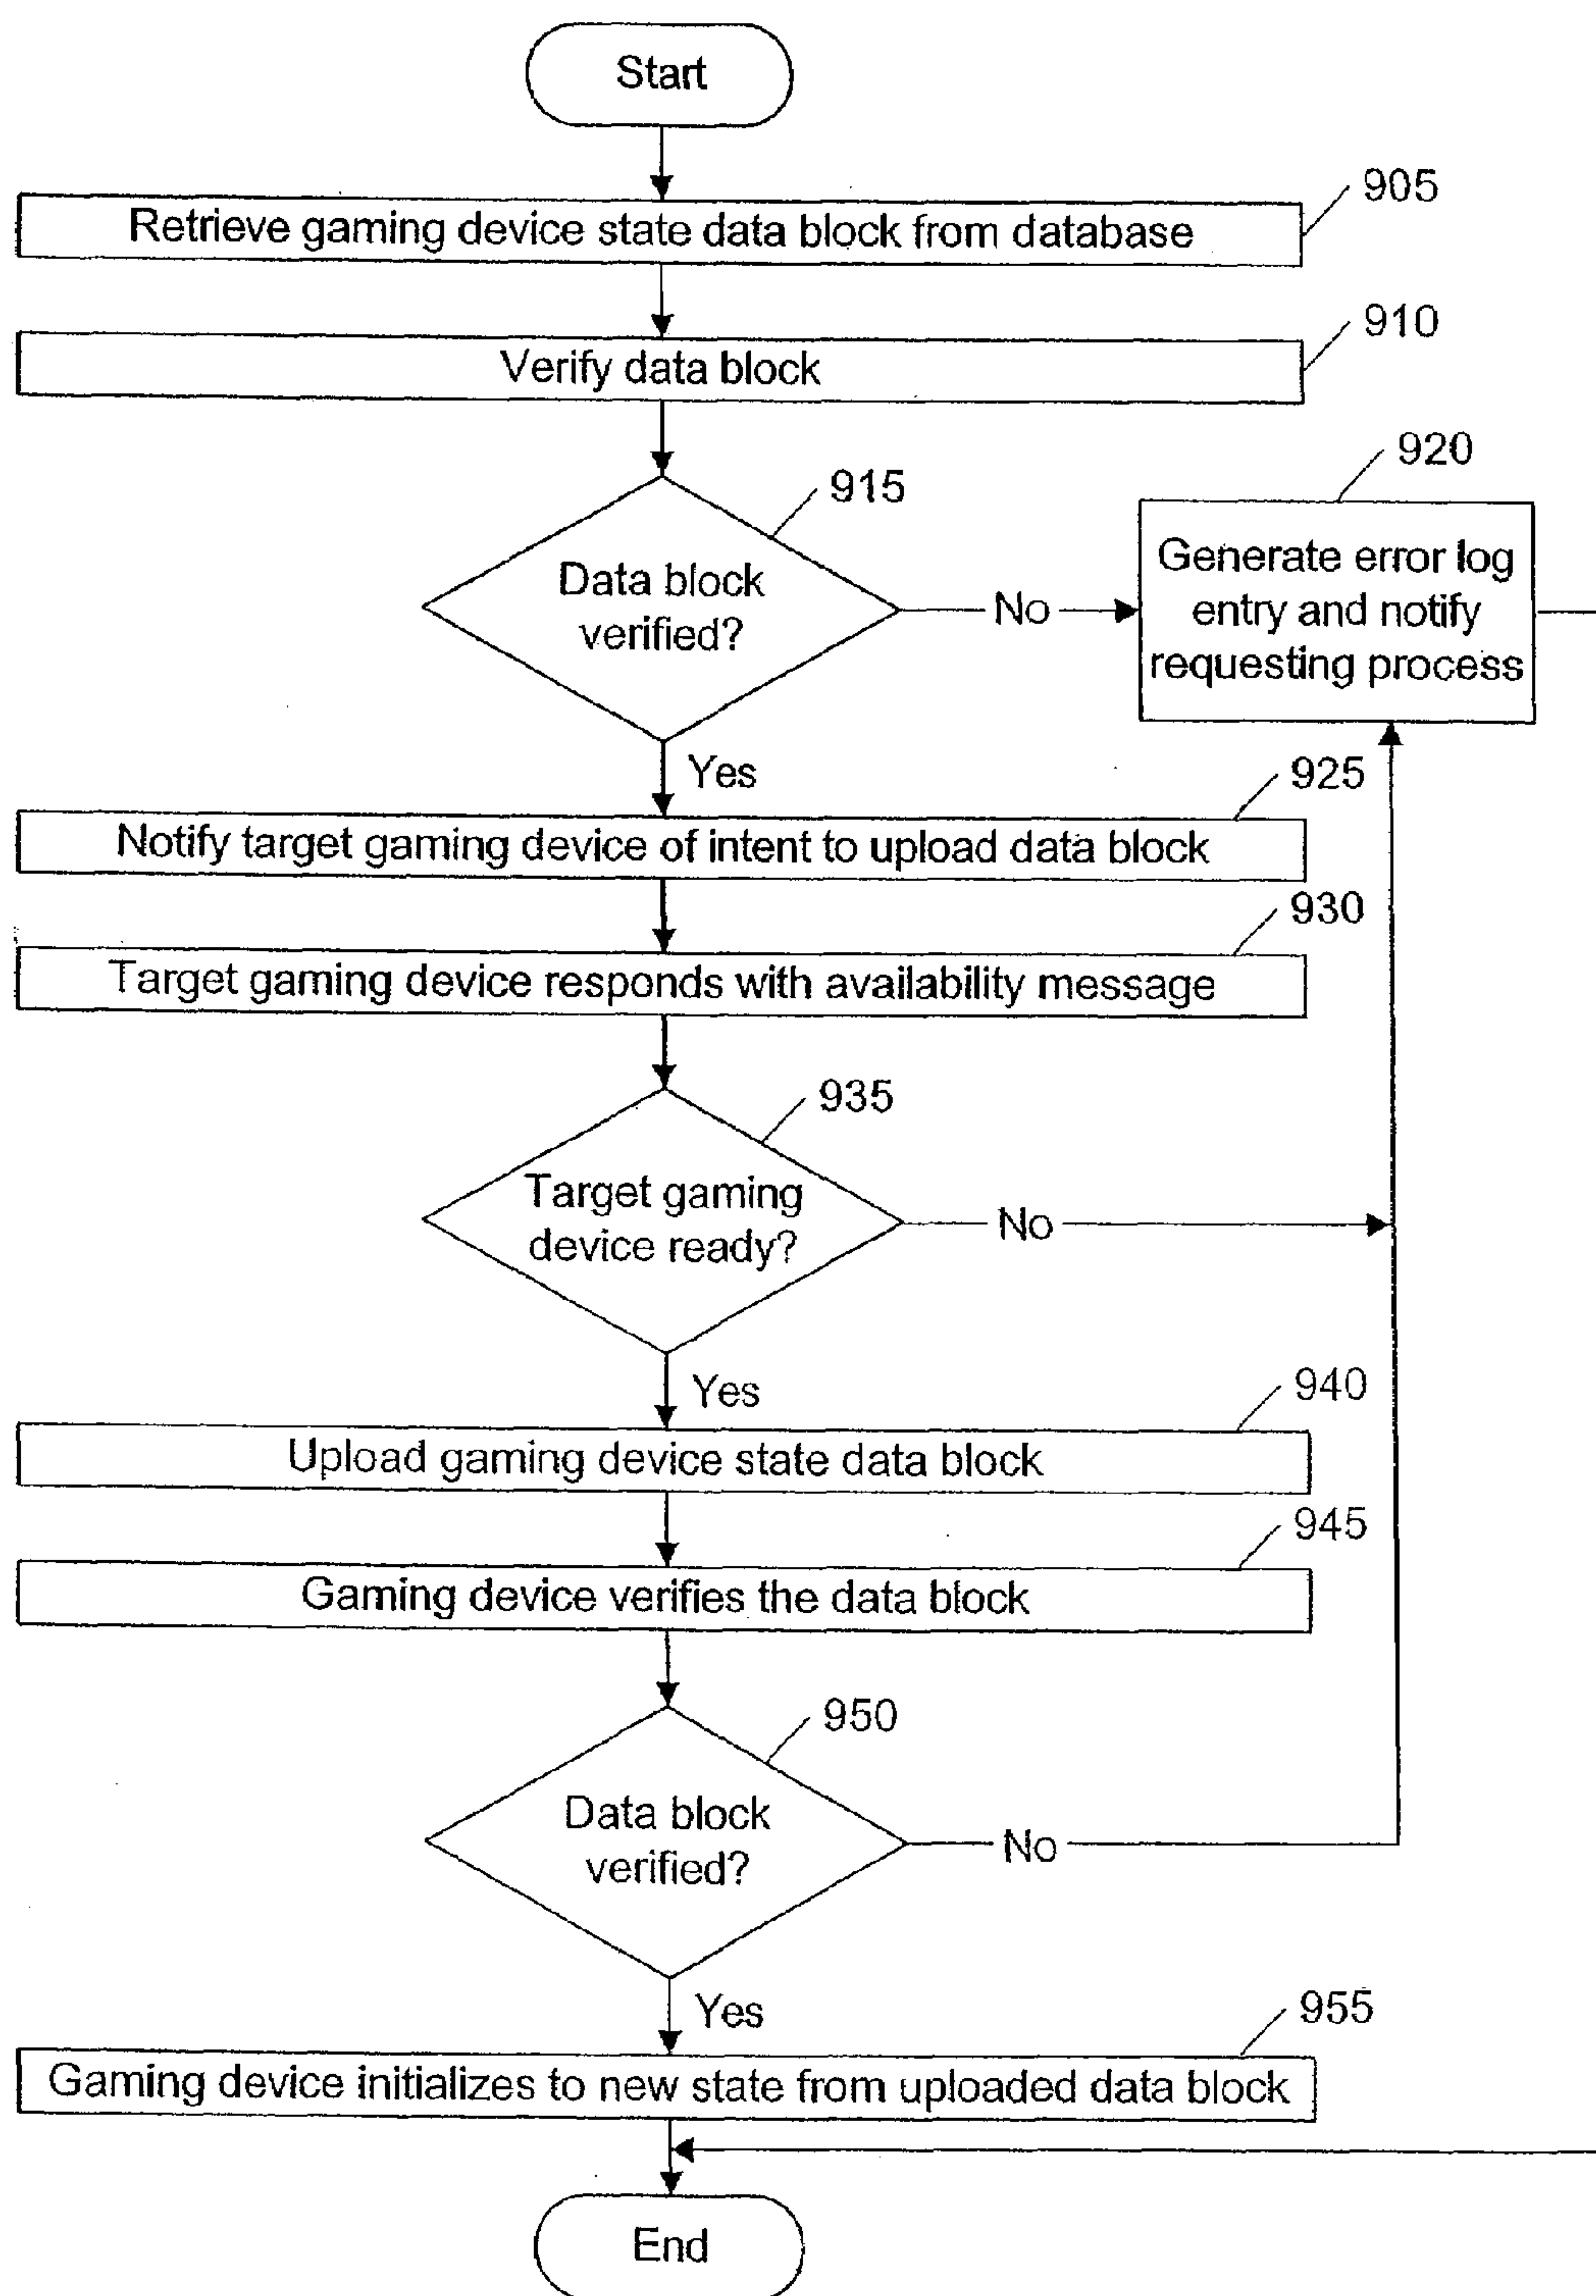 Start
905
Retrieve gaming device state data block from database
910
Verify data block
915
920
Data block
verified?
No
Generate error log
entry and notify
requesting process
Yes
925
Notify target gaming device of intent to upload data block
930
Target gaming device responds with availability message
935
Target gaming
device ready?
No
Yes
940
Upload gaming device state data block
945
Gaming device verifies the data block
950
Data block
verified?
No
Yes
955
Gaming device initializes to new state from uploaded data block
End